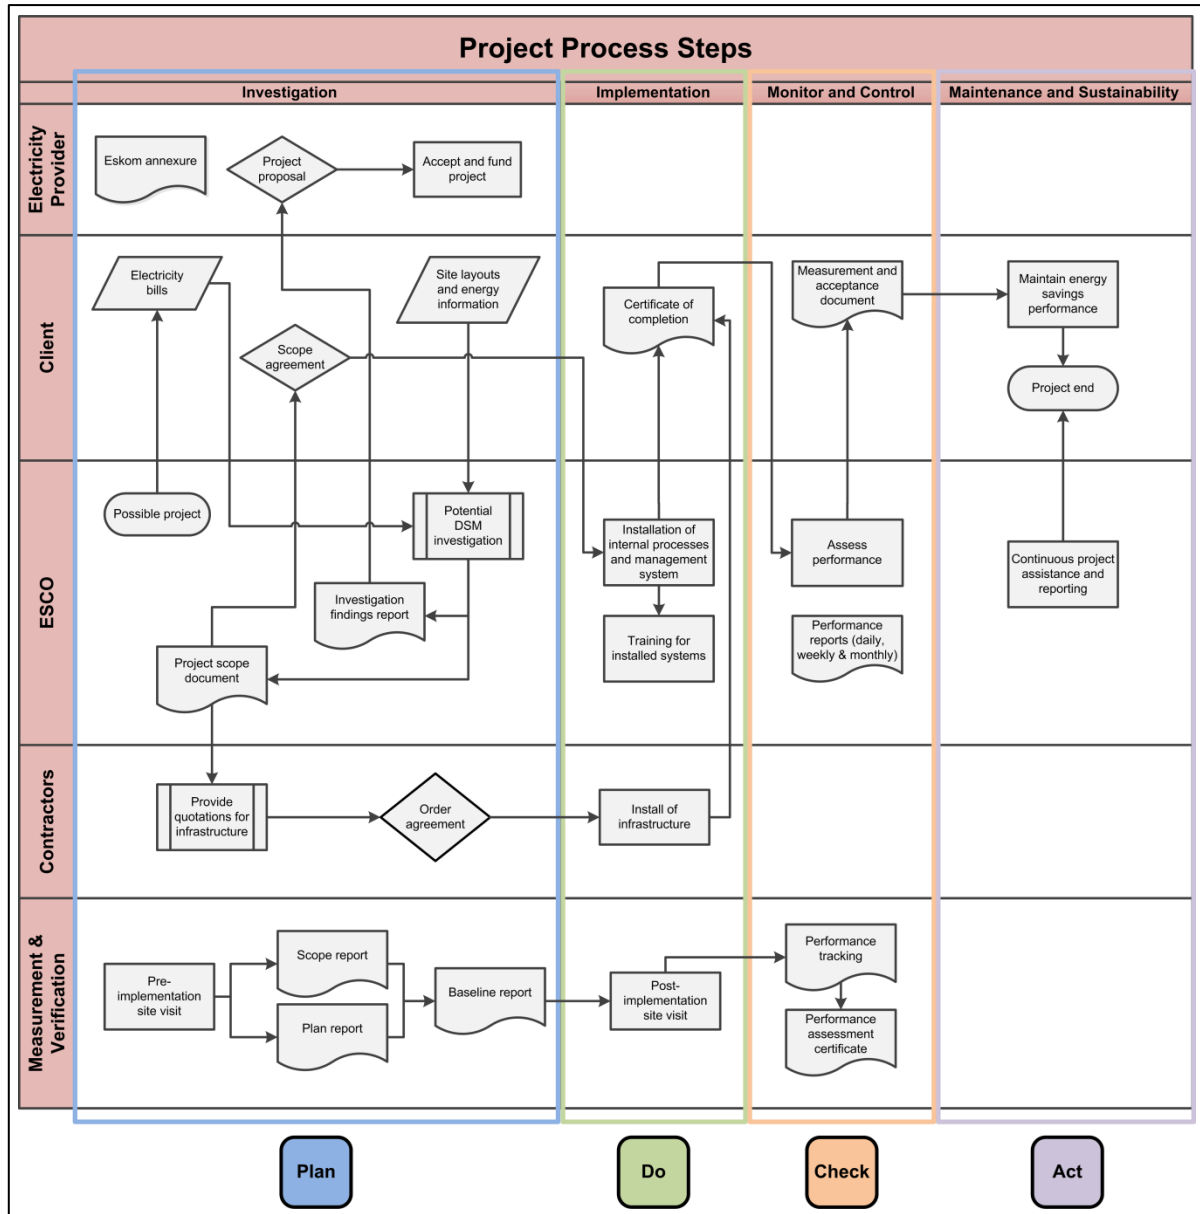 Project Process Steps
Investigation
Implementation
Monitor and Control
Maintenance and Sustainability
Electricity
Provider
Eskom annexure
Project
proposal
Accept and fund
project
Client
Electricity
bills
Site layouts
and energy
information
Scope
agreement
Certificate of
completion
Measurement and
acceptance
document
Maintain energy
savings
performance
Project end
ESCO
Possible project
Potential
DSM
investigation
Investigation
findings report
Project scope
document
Installation of
internal processes
and management
system
Training for
installed systems
Assess
performance
Performance
reports (daily,
weekly & monthly)
Continuous project
assistance and
reporting
Contractors
Provide
quotations for
infrastructure
Order
agreement
Install of
infrastructure
Measurement &
Verification
Pre-
implementation
site visit
Scope report
Plan report
Baseline report
Post-
implementation
site visit
Performance
tracking
Performance
assessment
certificate
Plan
Do
Check
Act